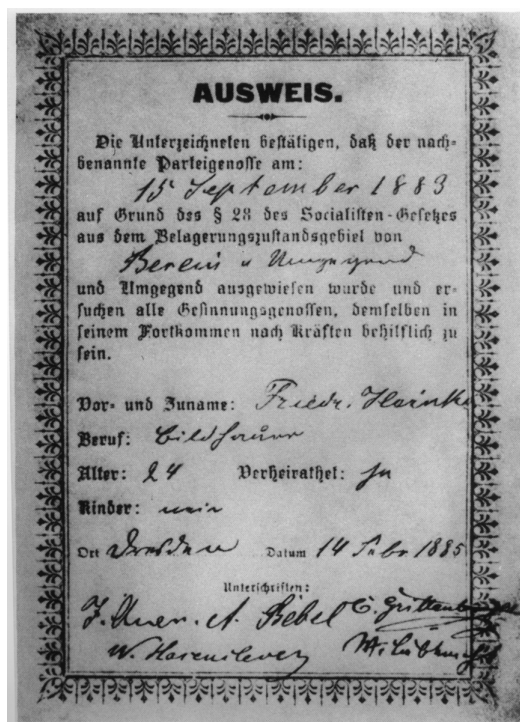 AUSWEIS.
Die Unterzeichneten bestätigen, daß der nach-
benannte Parteigenosse am:
15 September 1883
auf Grund des § 28 des Socialisten-Gesetzes
aus dem Belagerungszustandsgebiet von
Berlin u Umgegend
und Umgegend ausgewiesen wurde und er-
suchen alle Gesinnungsgenossen, demselben in
seinem Fortkommen nach Kräften behilflich zu
sein.
Vor- und Zuname: Friedr. Heinke
Beruf: Bildhauer
Alter: 24 Verheirathet: ja
Kinder: nein
Ort Dresden Datum 14 Febr 1885
Unterschriften:
I. Auer. A. Bebel C. Grillenberger
W. Hasenclever W. Liebknecht